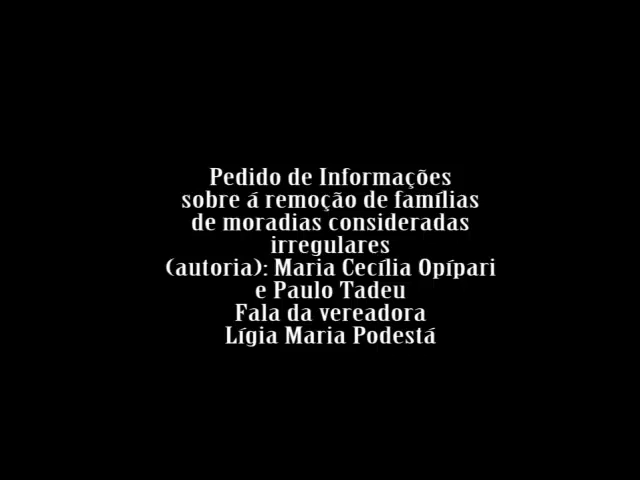 Pedido de Informações
sobre á remoção de famílias
de moradias consideradas
irregulares
(autoria): Maria Cecília Opípari
e Paulo Tadeu
Fala da vereadora
Lígia Maria Podestá